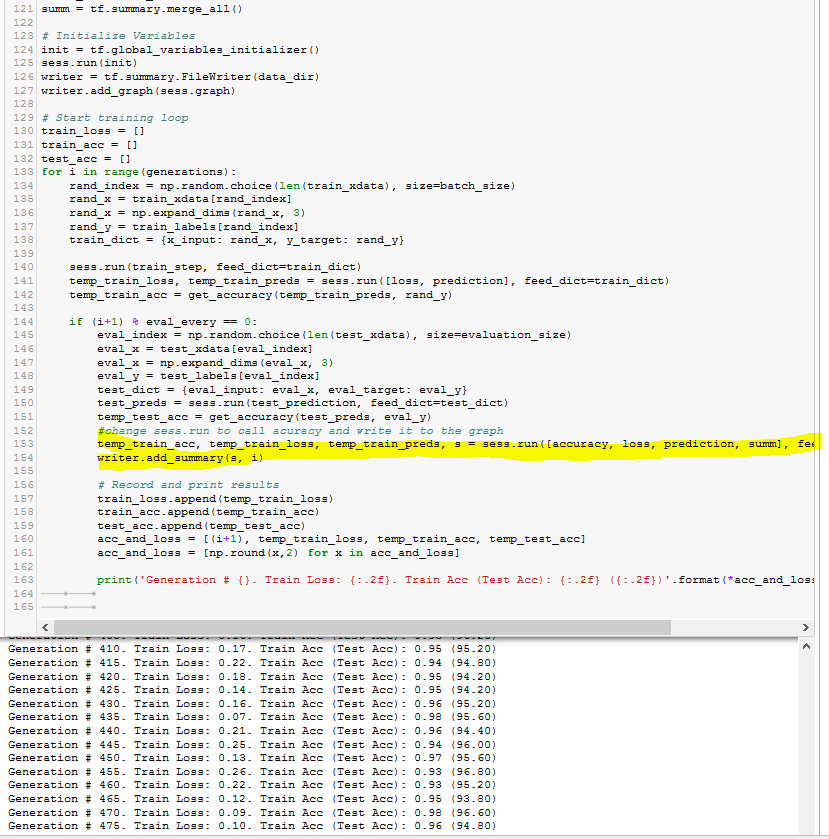 121 summ = tf.summary.merge_all()
122
123 # Initialize Variables
124 init = tf.global_variables_initializer()
125 sess.run(init)
126 writer = tf.summary.FileWriter(data_dir)
127 writer.add_graph(sess.graph)
128
129 # Start training loop
130 train_loss = []
131 train_acc = []
132 test_acc = []
133 for i in range(generations):
134     rand_index = np.random.choice(len(train_xdata), size=batch_size)
135     rand_x = train_xdata[rand_index]
136     rand_x = np.expand_dims(rand_x, 3)
137     rand_y = train_labels[rand_index]
138     train_dict = {x_input: rand_x, y_target: rand_y}
139
140     sess.run(train_step, feed_dict=train_dict)
141     temp_train_loss, temp_train_preds = sess.run([loss, prediction], feed_dict=train_dict)
142     temp_train_acc = get_accuracy(temp_train_preds, rand_y)
143
144     if (i+1) % eval_every == 0:
145         eval_index = np.random.choice(len(test_xdata), size=evaluation_size)
146         eval_x = test_xdata[eval_index]
147         eval_x = np.expand_dims(eval_x, 3)
148         eval_y = test_labels[eval_index]
149         test_dict = {eval_input: eval_x, eval_target: eval_y}
150         test_preds = sess.run(test_prediction, feed_dict=test_dict)
151         temp_test_acc = get_accuracy(test_preds, eval_y)
152         #change sess.run to call acuracy and write it to the graph
153         temp_train_acc, temp_train_loss, temp_train_preds, s = sess.run([accuracy, loss, prediction, summ], fee
154         writer.add_summary(s, i)
155
156         # Record and print results
157         train_loss.append(temp_train_loss)
158         train_acc.append(temp_train_acc)
159         test_acc.append(temp_test_acc)
160         acc_and_loss = [(i+1), temp_train_loss, temp_train_acc, temp_test_acc]
161         acc_and_loss = [np.round(x,2) for x in acc_and_loss]
162
163         print('Generation # {}. Train Loss: {:.2f}. Train Acc (Test Acc): {:.2f} ({:.2f})'.format(*acc_and_loss
164
165
Generation # 410. Train Loss: 0.17. Train Acc (Test Acc): 0.95 (95.20)
Generation # 415. Train Loss: 0.22. Train Acc (Test Acc): 0.94 (94.80)
Generation # 420. Train Loss: 0.18. Train Acc (Test Acc): 0.95 (94.20)
Generation # 425. Train Loss: 0.14. Train Acc (Test Acc): 0.95 (94.20)
Generation # 430. Train Loss: 0.16. Train Acc (Test Acc): 0.96 (95.20)
Generation # 435. Train Loss: 0.07. Train Acc (Test Acc): 0.98 (95.60)
Generation # 440. Train Loss: 0.21. Train Acc (Test Acc): 0.96 (94.40)
Generation # 445. Train Loss: 0.25. Train Acc (Test Acc): 0.94 (96.00)
Generation # 450. Train Loss: 0.13. Train Acc (Test Acc): 0.97 (95.60)
Generation # 455. Train Loss: 0.26. Train Acc (Test Acc): 0.93 (96.80)
Generation # 460. Train Loss: 0.22. Train Acc (Test Acc): 0.93 (95.20)
Generation # 465. Train Loss: 0.12. Train Acc (Test Acc): 0.95 (93.80)
Generation # 470. Train Loss: 0.09. Train Acc (Test Acc): 0.98 (96.60)
Generation # 475. Train Loss: 0.10. Train Acc (Test Acc): 0.96 (94.80)